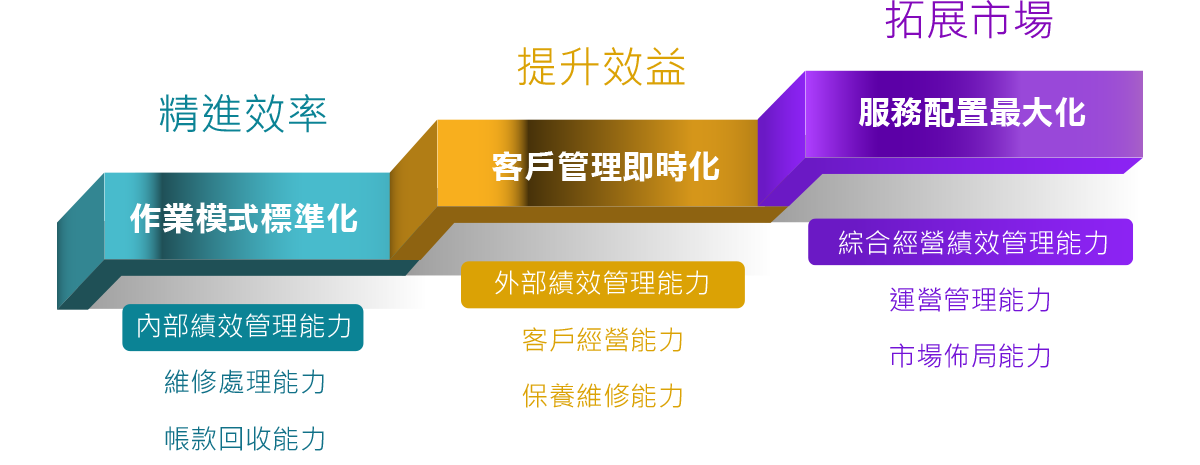 精進效率
作業模式標準化
內部績效管理能力
維修處理能力
帳款回收能力
提升效益
客戶管理即時化
外部績效管理能力
客戶經營能力
保養維修能力
拓展市場
服務配置最大化
綜合經營績效管理能力
運營管理能力
市場佈局能力